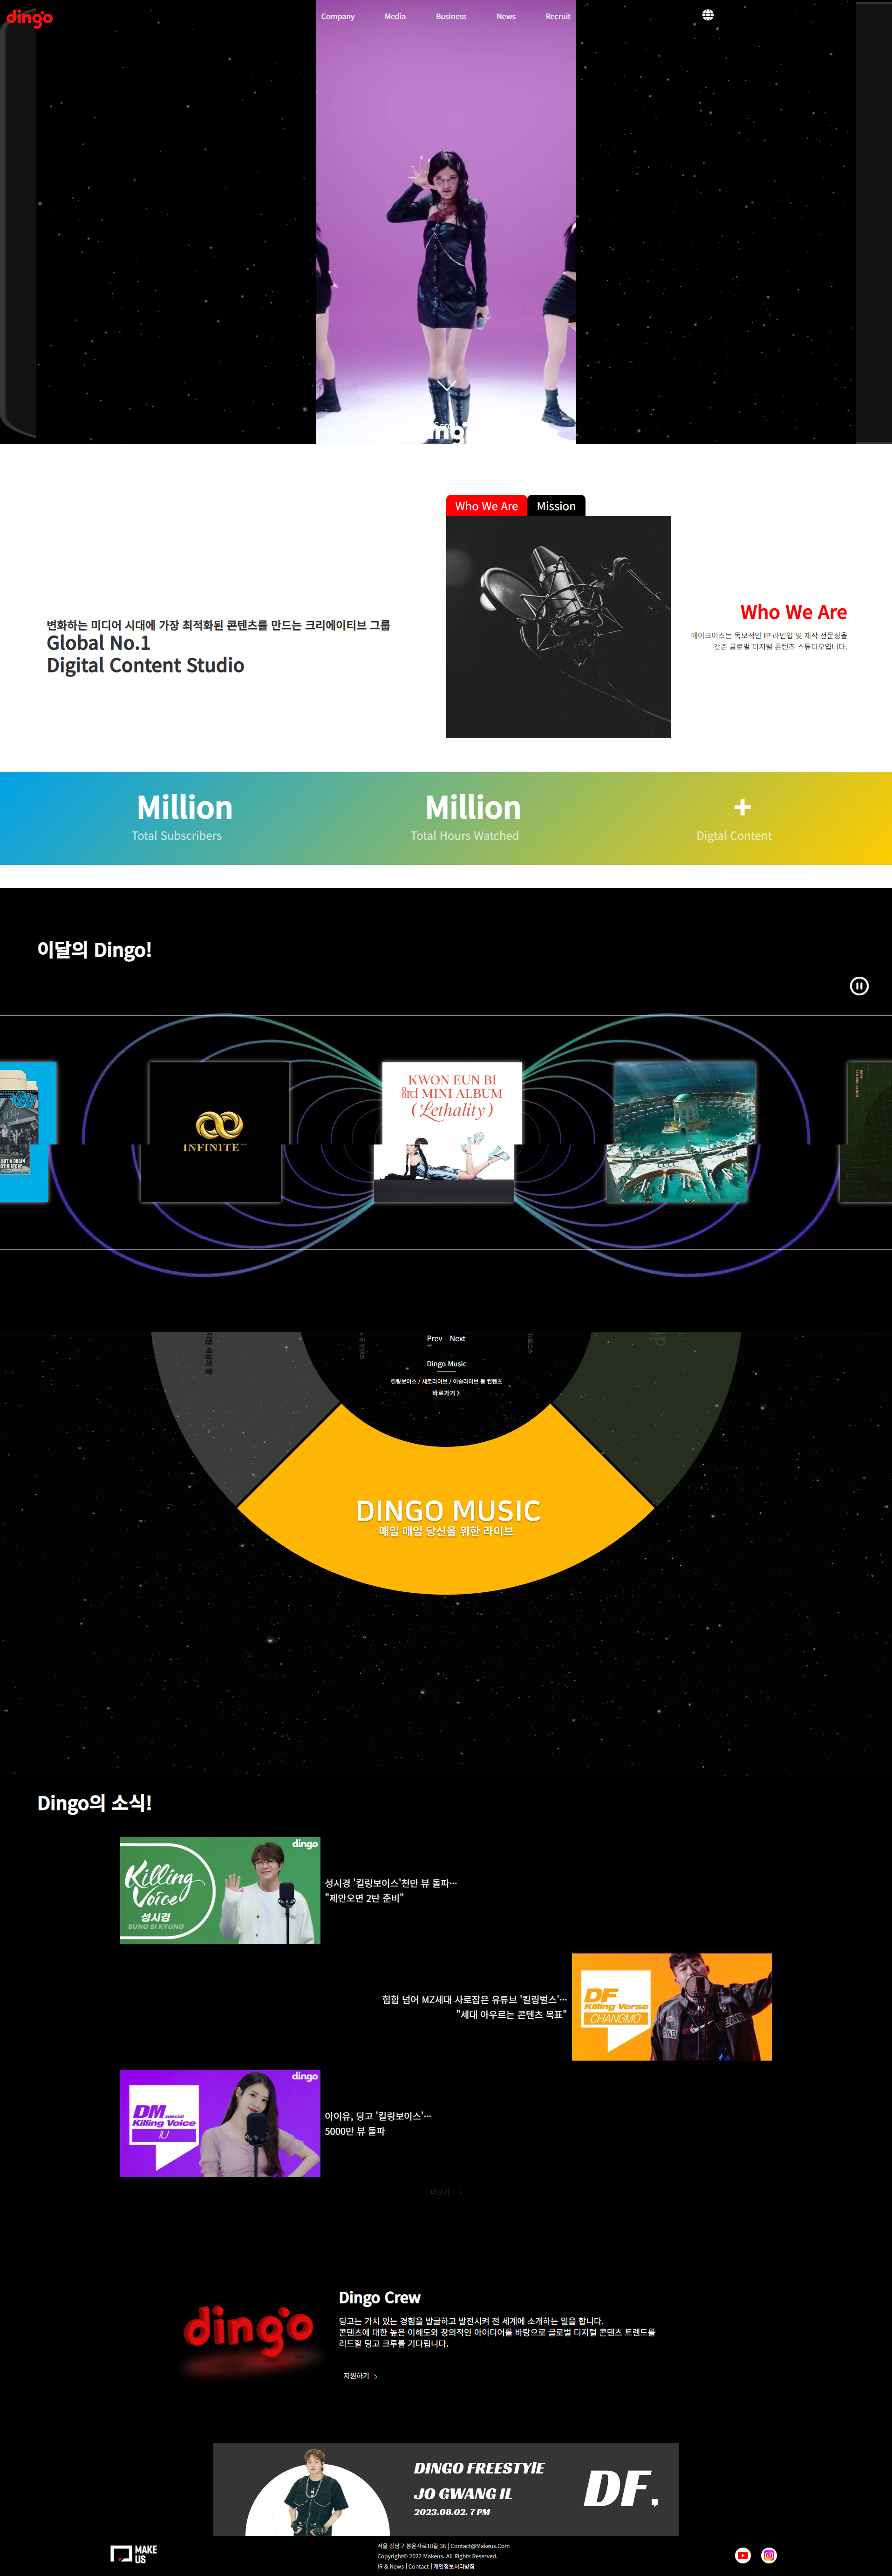 dingo
Company Media Business News Recruit
Who We Are Mission
변화하는 미디어 시대에 가장 최적화된 콘텐츠를 만드는 크리에이티브 그룹
Global No.1
Digital Content Studio
Who We Are
메이크어스는 독보적인 IP 라인업 및 제작 전문성을
갖춘 글로벌 디지털 콘텐츠 스튜디오입니다.
Million Million +
Total Subscribers Total Hours Watched Digtal Content
이달의 Dingo!
INFINITE
KWON EUN BI
3rd MINI ALBUM
(Lethality)
Prev Next
Dingo Music
킬링보이스 / 세로라이브 / 이슬라이브 등 컨텐츠
바로가기 >
DINGO MUSIC
매일 매일 당신을 위한 라이브
Dingo의 소식!
dingo
Killing
Voice
성시경
SUNG SI KYUNG
성시경 '킬링보이스'천만 뷰 돌파…
"제안오면 2탄 준비"
힙합 넘어 MZ세대 사로잡은 유튜브 '킬링벌스'…
"세대 아우르는 콘텐츠 목표"
DF
Killing Verse
CHANGMO
dingo
DM special
Killing Voice
IU
아이유, 딩고 '킬링보이스'…
5000만 뷰 돌파
더보기 >
dingo
Dingo Crew
딩고는 가치 있는 경험을 발굴하고 발전시켜 전 세계에 소개하는 일을 합니다.
콘텐츠에 대한 높은 이해도와 창의적인 아이디어를 바탕으로 글로벌 디지털 콘텐츠 트렌드를
리드할 딩고 크루를 기다립니다.
지원하기 >
DINGO FREESTYlE
JO GWANG IL
2023.08.02. 7 PM
DF,
MAKE
US
서울 강남구 봉은사로18길 36 | Contact@Makeus.Com
Copyright© 2022 Makeus. All Rights Reserved.
IR & News | Contact | 개인정보처리방침